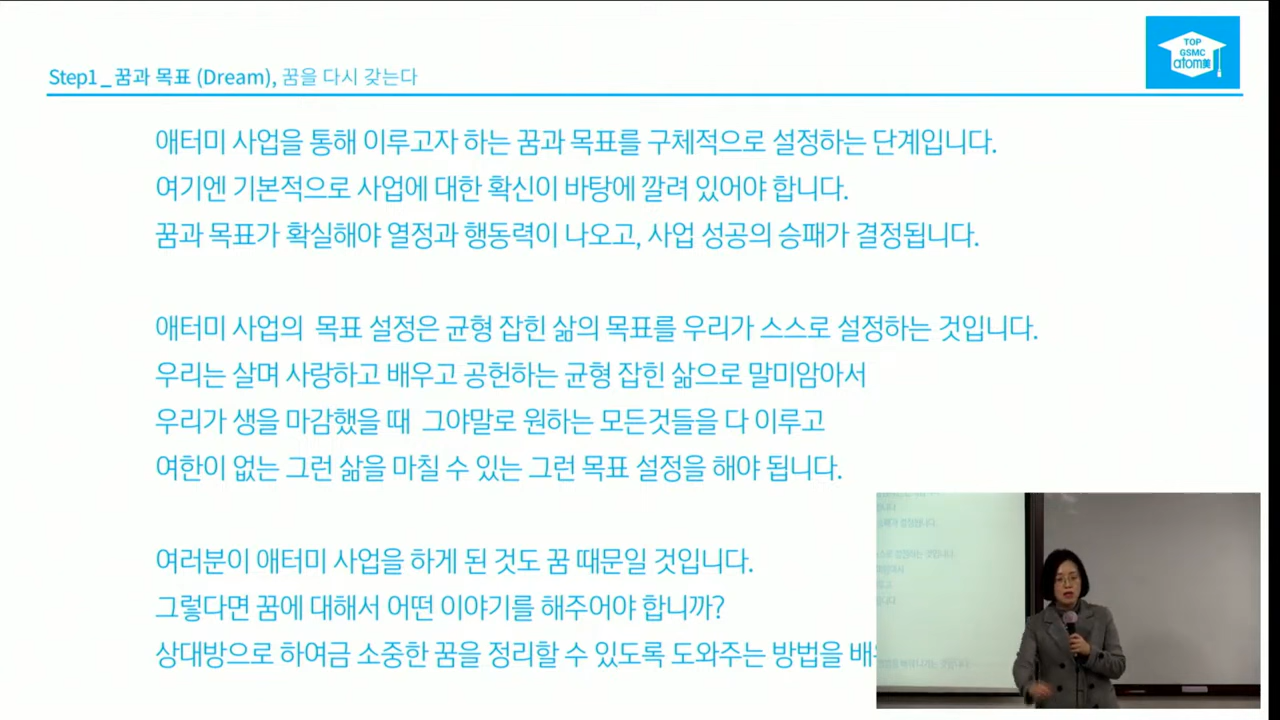 Step1_꿈과 목표 (Dream), 꿈을 다시 갖는다
TOP
GSMC
atom美
애터미 사업을 통해 이루고자 하는 꿈과 목표를 구체적으로 설정하는 단계입니다.
여기엔 기본적으로 사업에 대한 확신이 바탕에 깔려 있어야 합니다.
꿈과 목표가 확실해야 열정과 행동력이 나오고, 사업 성공의 승패가 결정됩니다.
애터미 사업의 목표 설정은 균형 잡힌 삶의 목표를 우리가 스스로 설정하는 것입니다.
우리는 살며 사랑하고 배우고 공헌하는 균형 잡힌 삶으로 말미암아서
우리가 생을 마감했을 때 그야말로 원하는 모든것들을 다 이루고
여한이 없는 그런 삶을 마칠 수 있는 그런 목표 설정을 해야 됩니다.
여러분이 애터미 사업을 하게 된 것도 꿈 때문일 것입니다.
그렇다면 꿈에 대해서 어떤 이야기를 해주어야 합니까?
상대방으로 하여금 소중한 꿈을 정리할 수 있도록 도와주는 방법을